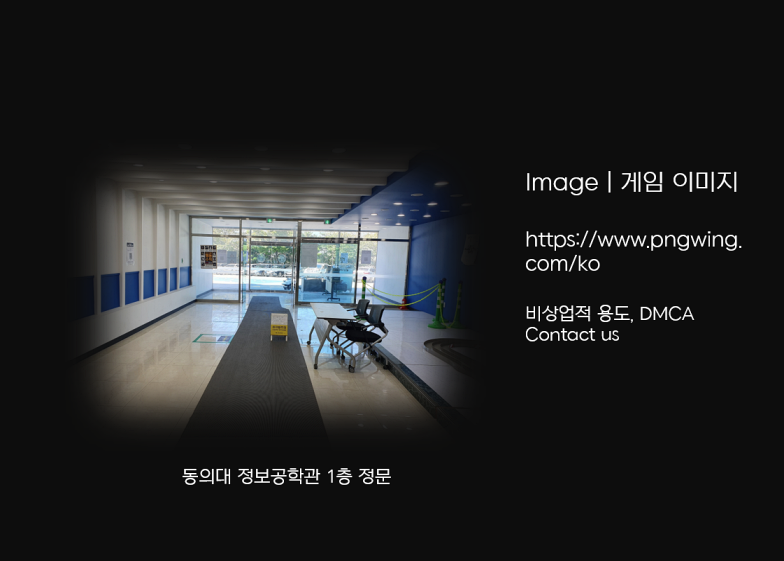 Image | 게임 이미지
https://www.pngwing.
com/ko
비상업적 용도, DMCA
Contact us
동의대 정보공학관 1층 정문